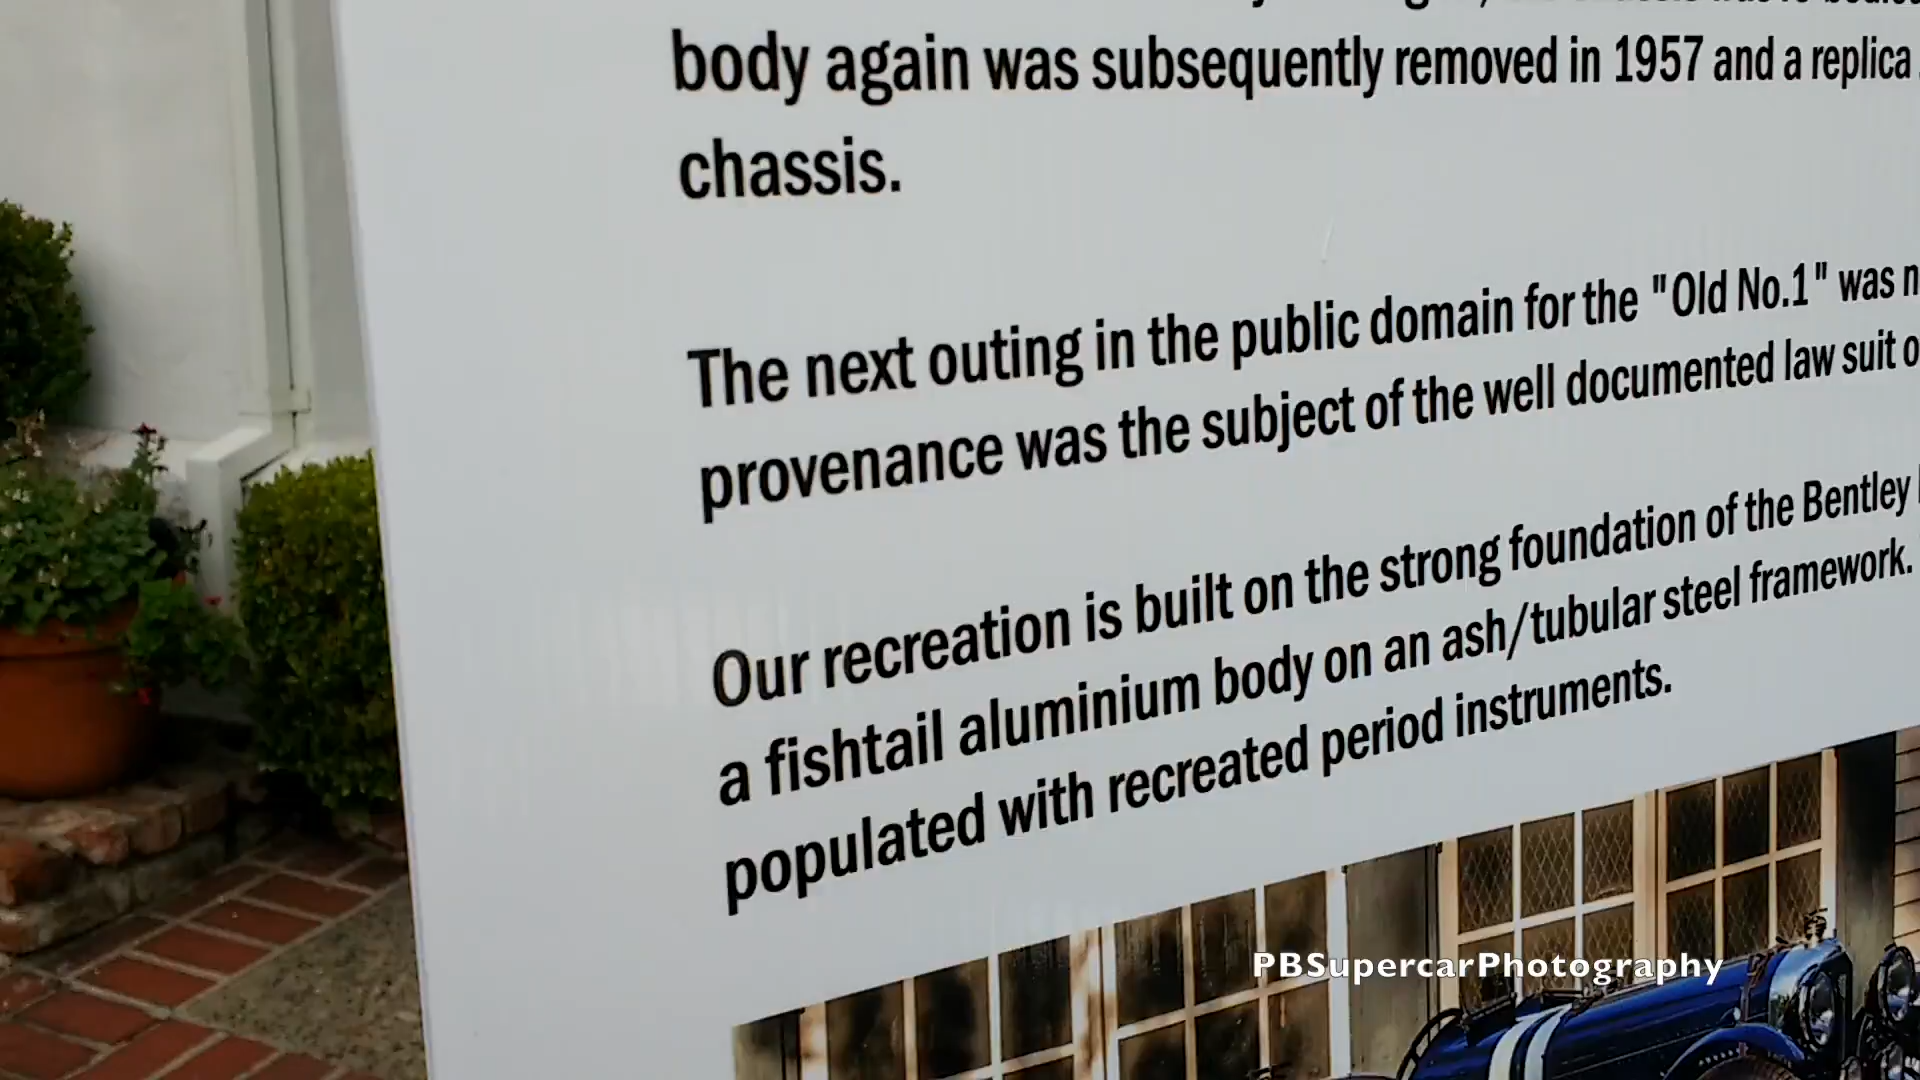 body again was subsequently removed in 1957 and a replica
chassis.
The next outing in the public domain for the "Old No.1" was
provenance was the subject of the well documented law suit
Our recreation is built on the strong foundation of the Bentley
a fishtail aluminium body on an ash/tubular steel framework.
populated with recreated period instruments.
PBSupercarPhotography